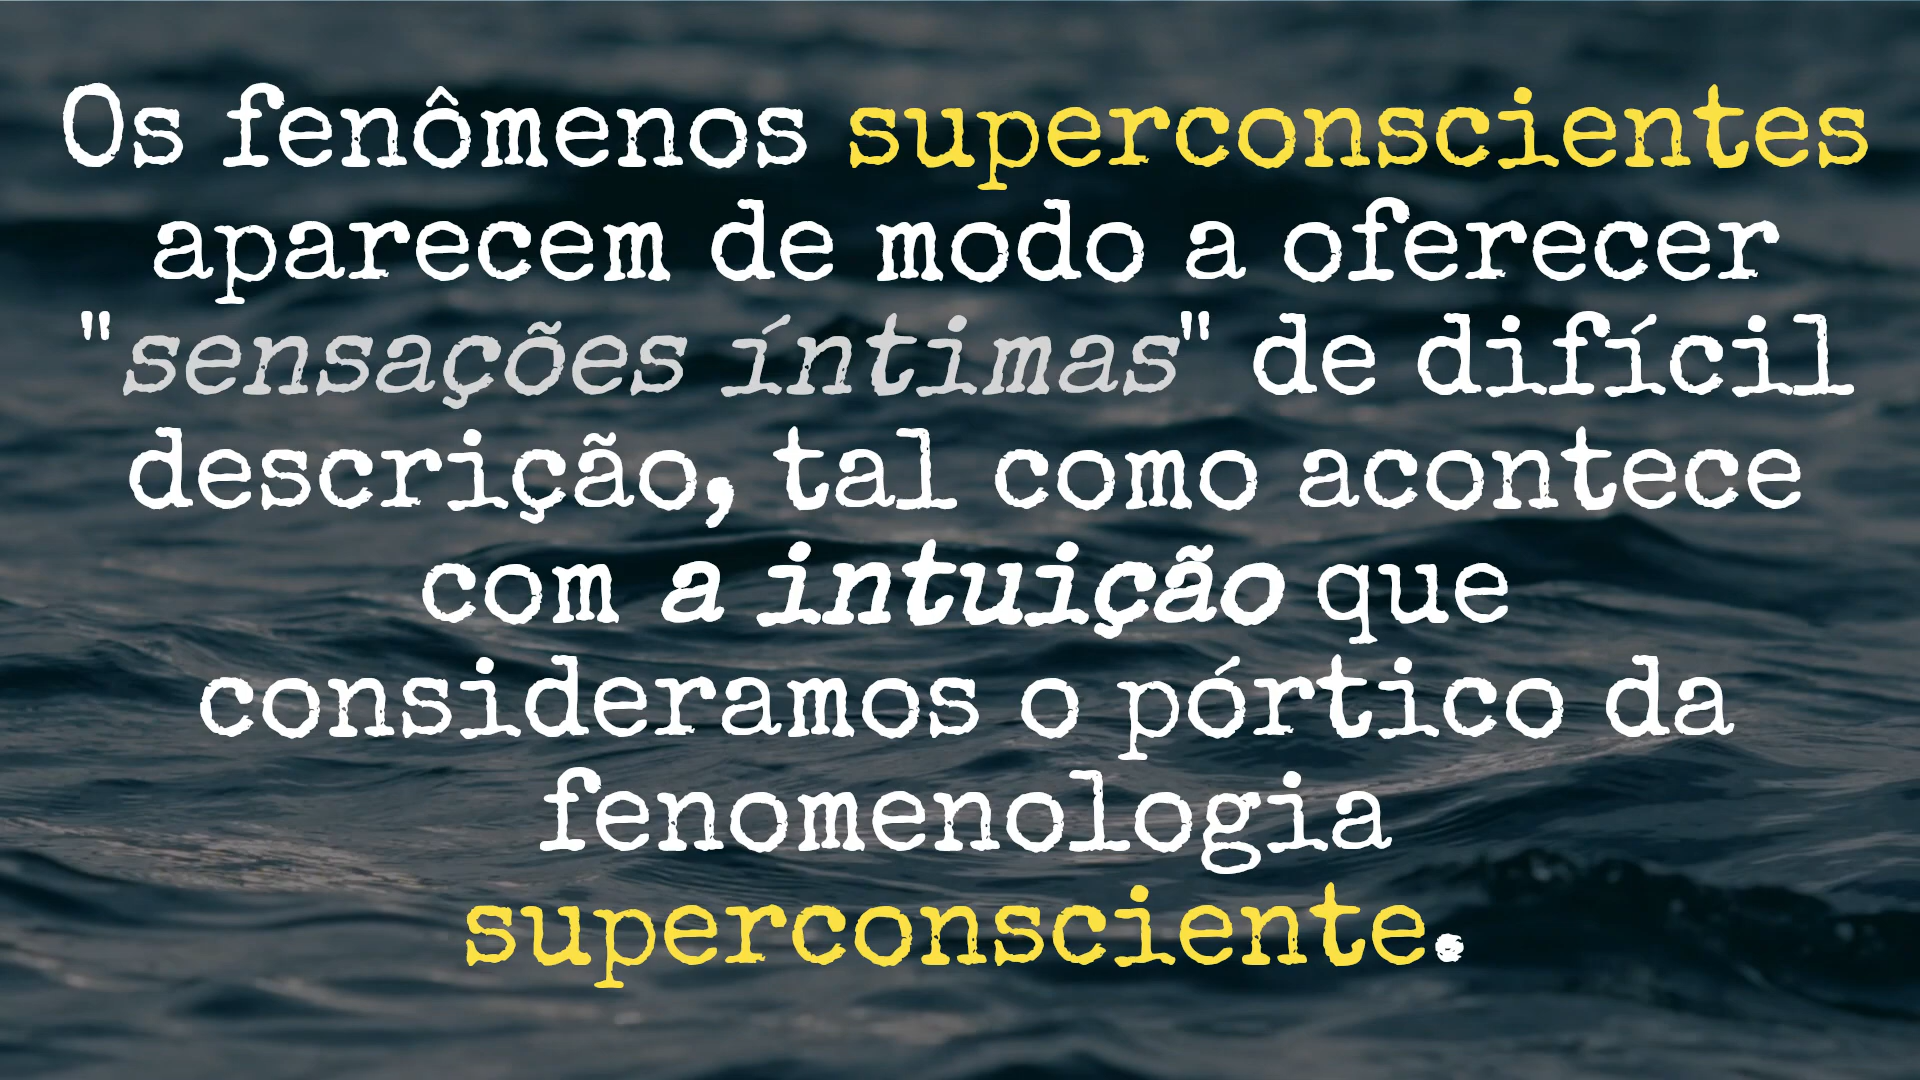 Os fenômenos superconscientes
aparecem de modo a oferecer
"sensações íntimas" de difícil
descrição, tal como acontece
com a intuição que
consideramos o pórtico da
fenomenologia
superconsciente.